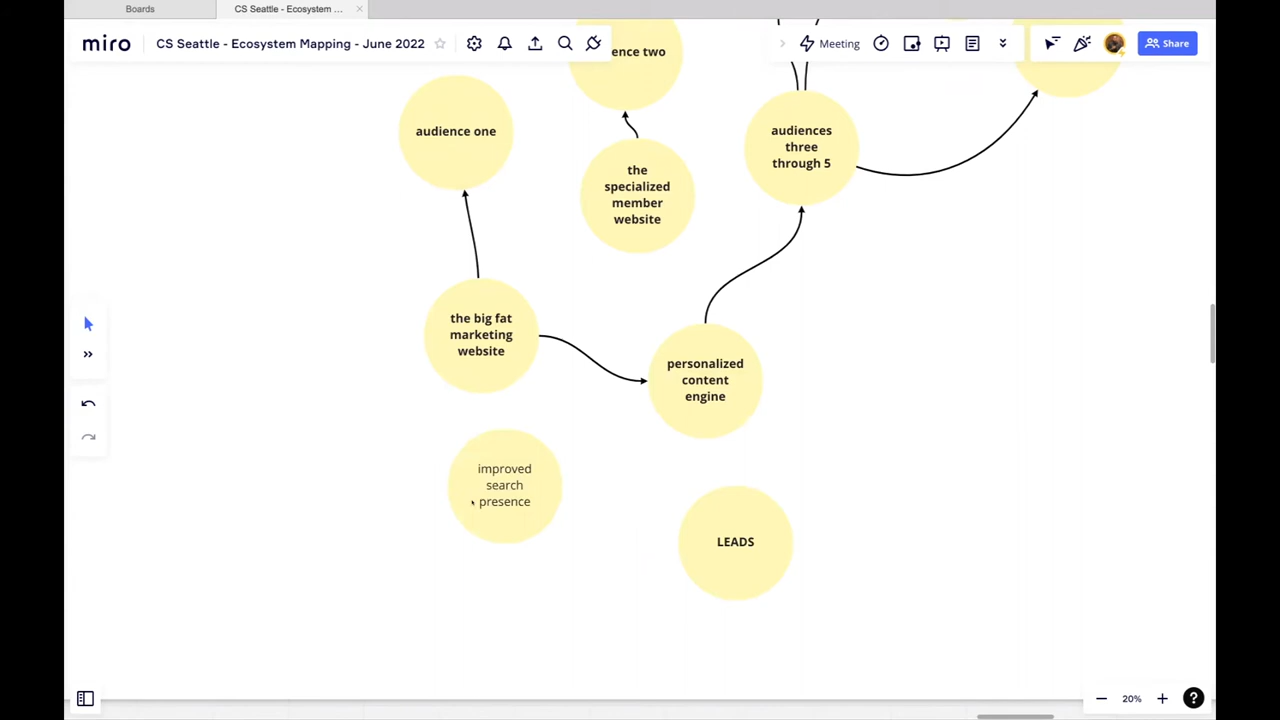 Boards
CS Seattle - Ecosystem ...
miro
CS Seattle - Ecosystem Mapping - June 2022
Meeting
Share
ence two
audience one
audiences
three
through 5
the
specialized
member
website
the big fat
marketing
website
personalized
content
engine
improved
search
presence
LEADS
20%